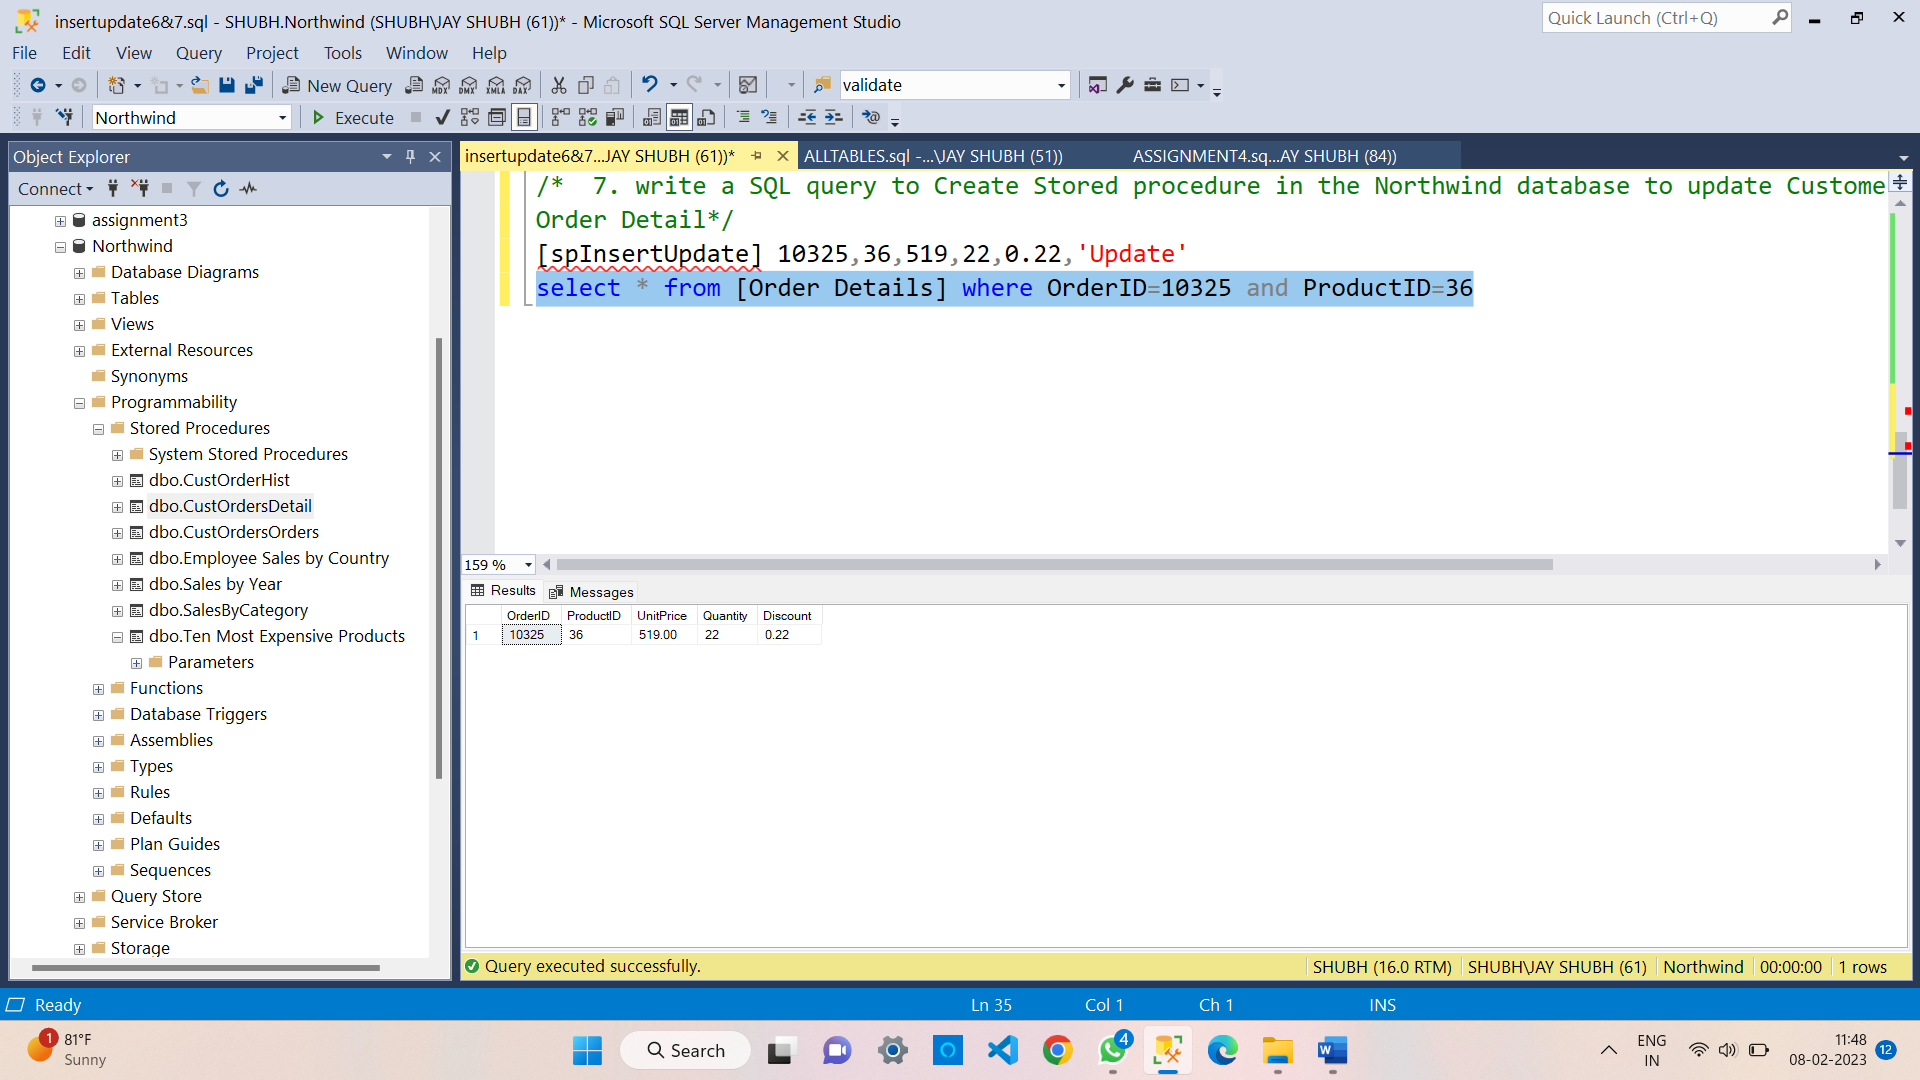 insertupdate6&7.sql - SHUBH.Northwind (SHUBH\JAY SHUBH (61))* - Microsoft SQL Server Management Studio
Quick Launch (Ctrl+Q)
File Edit View Query Project Tools Window Help
New Query MDX DMX XMLA DAX validate
Northwind Execute
Object Explorer
insertupdate6&7...JAY SHUBH (61))* ALLTABLES.sql -...\JAY SHUBH (51)) ASSIGNMENT4.sq...AY SHUBH (84))
Connect
assignment3
Northwind
Database Diagrams
Tables
Views
External Resources
Synonyms
Programmability
Stored Procedures
System Stored Procedures
dbo.CustOrderHist
dbo.CustOrdersDetail
dbo.CustOrdersOrders
dbo.Employee Sales by Country
dbo.Sales by Year
dbo.SalesByCategory
dbo.Ten Most Expensive Products
Parameters
Functions
Database Triggers
Assemblies
Types
Rules
Defaults
Plan Guides
Sequences
Query Store
Service Broker
Storage
/* 7. write a SQL query to Create Stored procedure in the Northwind database to update Custome
Order Detail*/
[spInsertUpdate] 10325,36,519,22,0.22,'Update'
select * from [Order Details] where OrderID=10325 and ProductID=36
159 %
Results Messages
OrderID ProductID UnitPrice Quantity Discount
1 10325 36 519.00 22 0.22
Query executed successfully. SHUBH (16.0 RTM) SHUBH\JAY SHUBH (61) Northwind 00:00:00 1 rows
Ready Ln 35 Col 1 Ch 1 INS
1 81°F
Sunny
Search
4
ENG
IN
11:48
08-02-2023
12